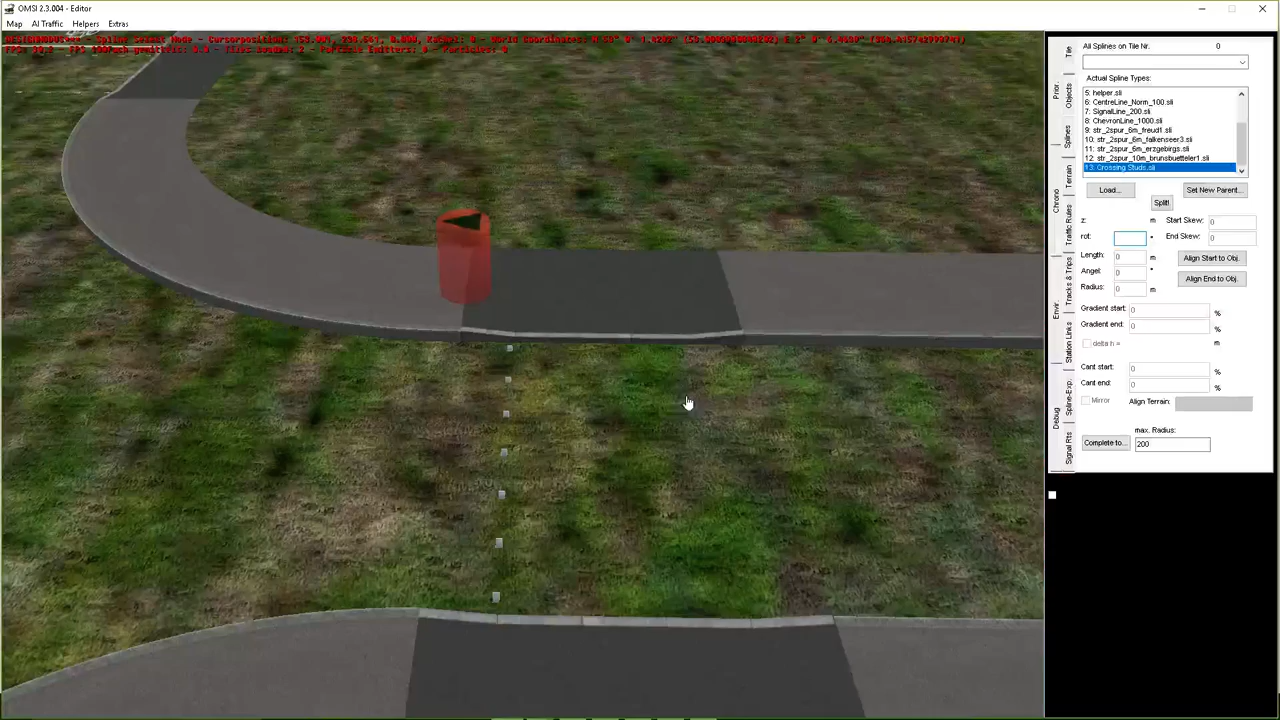 OMSI 2.3.004 - Editor
Map AI Traffic Helpers Extras
All Splines on Tile Nr. 0
Actual Spline Types:
5: helper.sli
6: CentreLine_Norm_100.sli
7: SignalLine_200.sli
8: ChevronLine_1000.sli
9: str_2spur_6m_freud1.sli
10: str_2spur_6m_falkenseer3.sli
11: str_2spur_6m_erzgebirgs.sli
12: str_2spur_10m_brunsbuetteler1.sli
13: Crossing Studs.sli
Load... Set New Parent...
Split!
z: m Start Skew: 0
rot: ° End Skew: 0
Length: 0 m Align Start to Obj.
Angel: 0 °
Radius: 0 m Align End to Obj.
Gradient start: 0 %
Gradient end: 0 %
delta h = m
Cant start: 0 %
Cant end: 0 %
Mirror Align Terrain:
max. Radius:
Complete to... 200
Tile
Objects
Splines
Terrain
Traffic Rules
Tracks & Trips
Station Links
Spline-Exp.
Signal Rts
Prior.
Chrono
Envir.
Debug